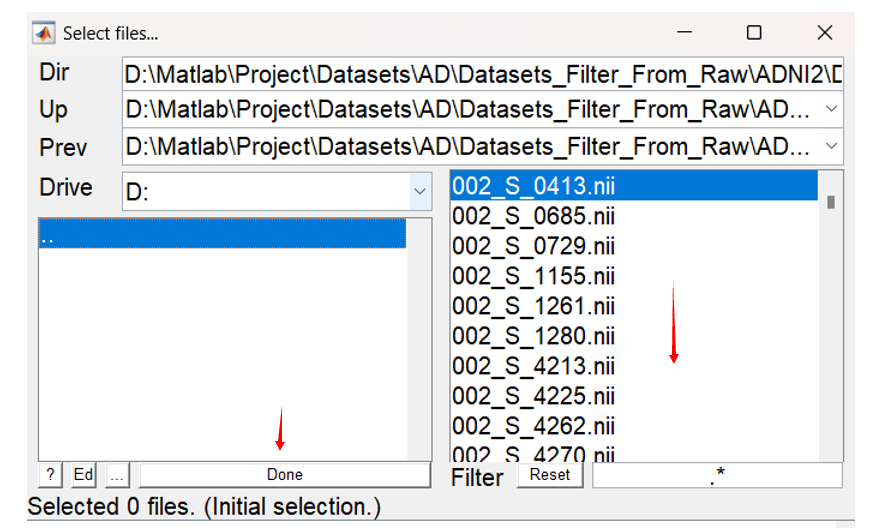 Select files...
Dir D:\Matlab\Project\Datasets\AD\Datasets_Filter_From_Raw\ADNI2\D
Up D:\Matlab\Project\Datasets\AD\Datasets_Filter_From_Raw\AD...
Prev D:\Matlab\Project\Datasets\AD\Datasets_Filter_From_Raw\AD...
Drive D:
..
002_S_0413.nii
002_S_0685.nii
002_S_0729.nii
002_S_1155.nii
002_S_1261.nii
002_S_1280.nii
002_S_4213.nii
002_S_4225.nii
002_S_4262.nii
002_S_4270.nii
? Ed ... Done
Filter Reset .*
Selected 0 files. (Initial selection.)